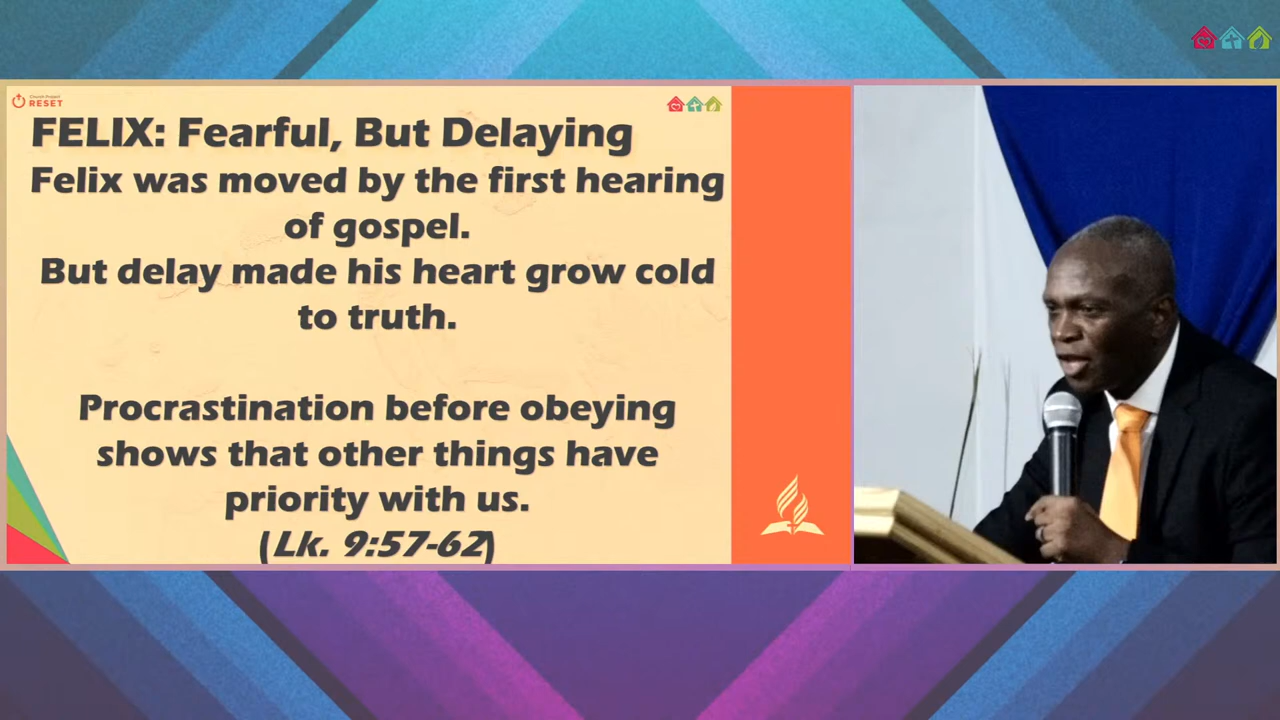 Church Project
RESET
FELIX: Fearful, But Delaying
Felix was moved by the first hearing
of gospel.
But delay made his heart grow cold
to truth.
Procrastination before obeying
shows that other things have
priority with us.
(Lk. 9:57-62)